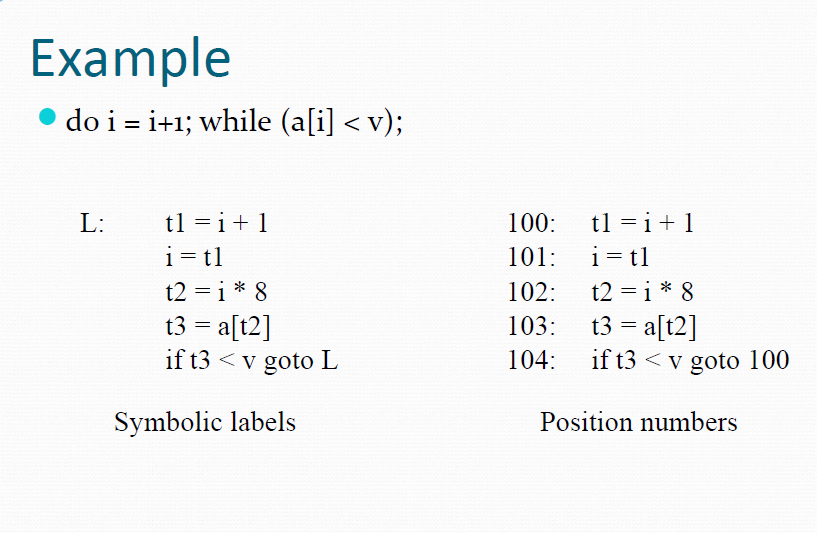 Example
do i = i+1; while (a[i] < v);
L: t1 = i + 1
i = t1
t2 = i * 8
t3 = a[t2]
if t3 < v goto L
Symbolic labels
100: t1 = i + 1
101: i = t1
102: t2 = i * 8
103: t3 = a[t2]
104: if t3 < v goto 100
Position numbers